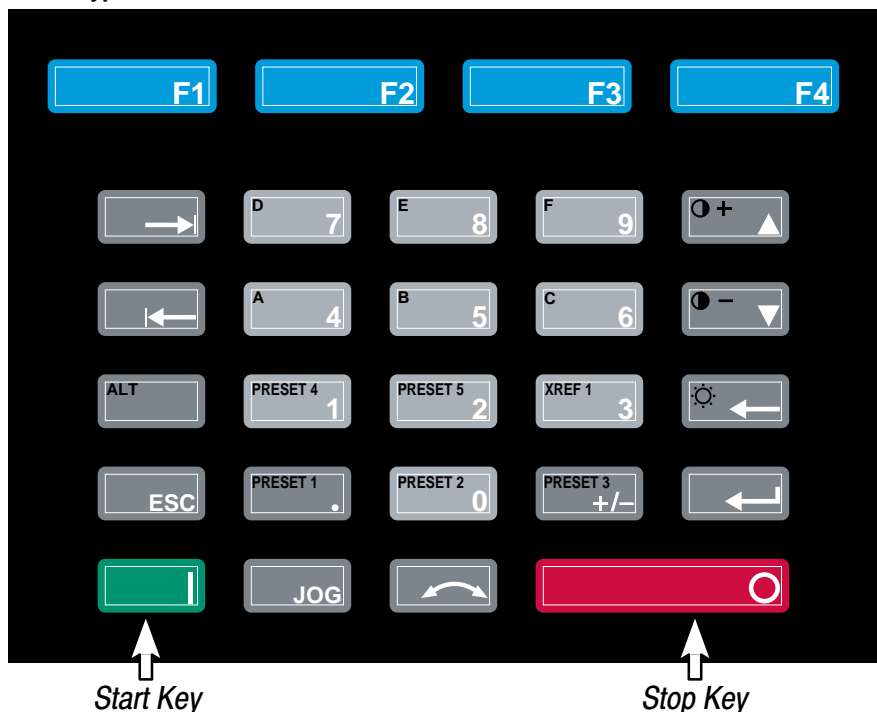 F1 F2 F3 F4
D 7 E 8 F 9 +
A 4 B 5 C 6 −
ALT PRESET 4 1 PRESET 5 2 XREF 1 3
ESC PRESET 1 . PRESET 2 0 PRESET 3 +/−
JOG
Start Key Stop Key